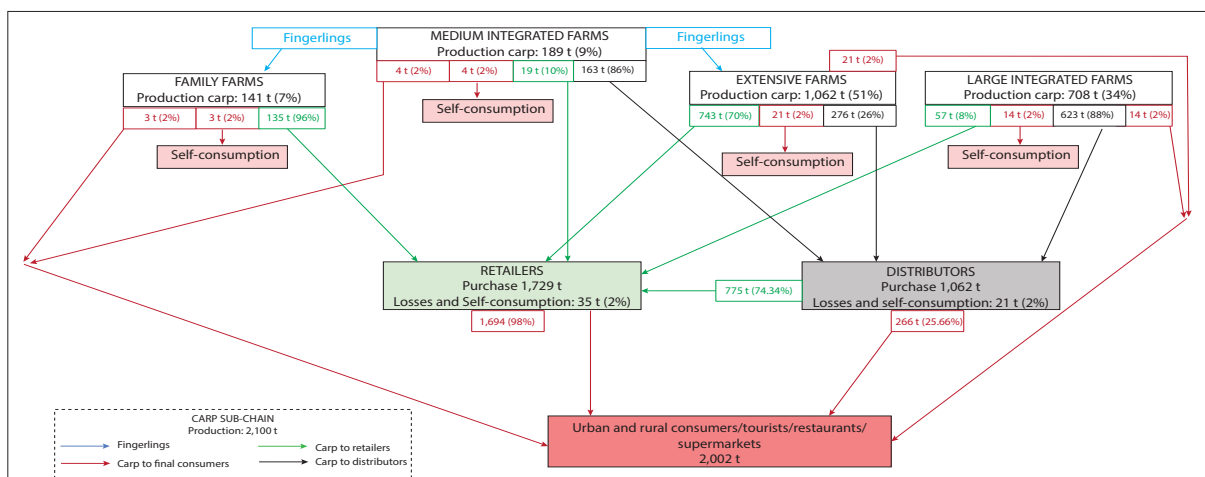 Fingerlings
MEDIUM INTEGRATED FARMS
Production carp: 189 t (9%)
Fingerlings
4 t (2%)
4 t (2%)
19 t (10%)
163 t (86%)
Self-consumption
FAMILY FARMS
Production carp: 141 t (7%)
3 t (2%)
3 t (2%)
135 t (96%)
Self-consumption
21 t (2%)
EXTENSIVE FARMS
Production carp: 1,062 t (51%)
743 t (70%)
21 t (2%)
276 t (26%)
Self-consumption
LARGE INTEGRATED FARMS
Production carp: 708 t (34%)
57 t (8%)
14 t (2%)
623 t (88%)
14 t (2%)
Self-consumption
RETAILERS
Purchase 1,729 t
Losses and Self-consumption: 35 t (2%)
1,694 (98%)
775 t (74.34%)
DISTRIBUTORS
Purchase 1,062 t
Losses and self-consumption: 21 t (2%)
266 t (25.66%)
Urban and rural consumers/tourists/restaurants/
supermarkets
2,002 t
CARP SUB-CHAIN
Production: 2,100 t
Fingerlings
Carp to retailers
Carp to final consumers
Carp to distributors